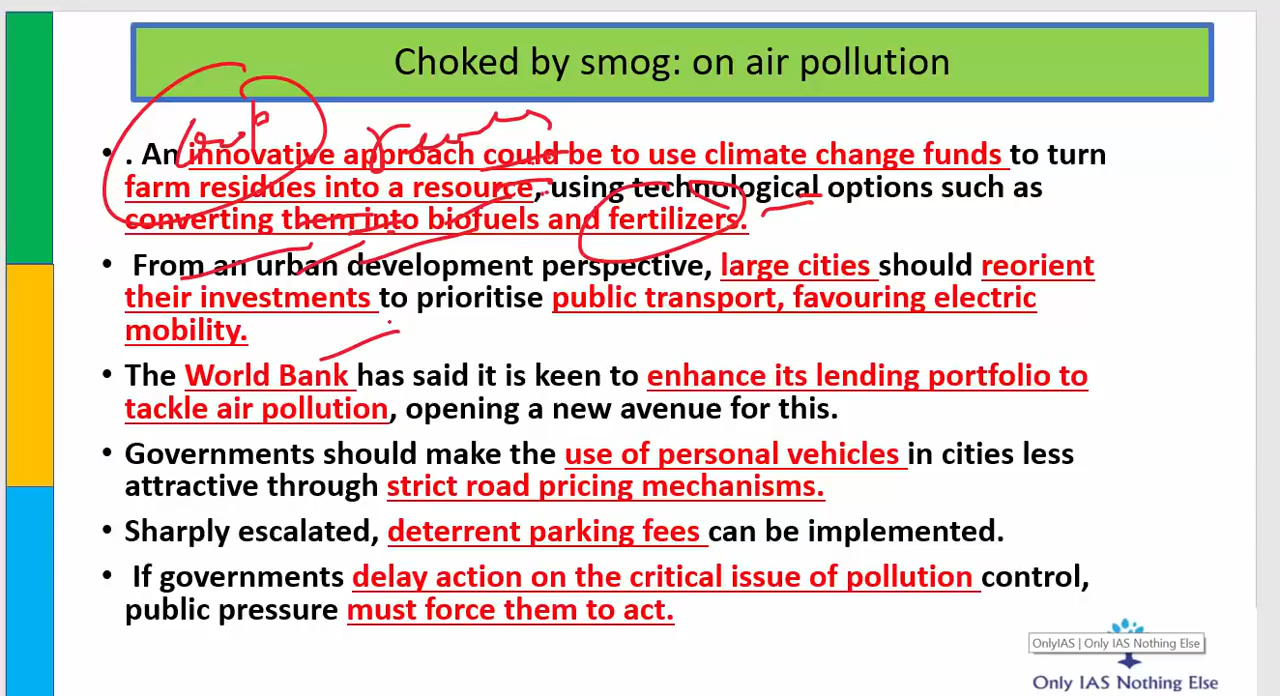 Choked by smog: on air pollution
• . An innovative approach could be to use climate change funds to turn
farm residues into a resource, using technological options such as
converting them into biofuels and fertilizers.
• From an urban development perspective, large cities should reorient
their investments to prioritise public transport, favouring electric
mobility.
• The World Bank has said it is keen to enhance its lending portfolio to
tackle air pollution, opening a new avenue for this.
• Governments should make the use of personal vehicles in cities less
attractive through strict road pricing mechanisms.
• Sharply escalated, deterrent parking fees can be implemented.
• If governments delay action on the critical issue of pollution control,
public pressure must force them to act.
OnlyIAS | Only IAS Nothing Else
Only IAS Nothing Else